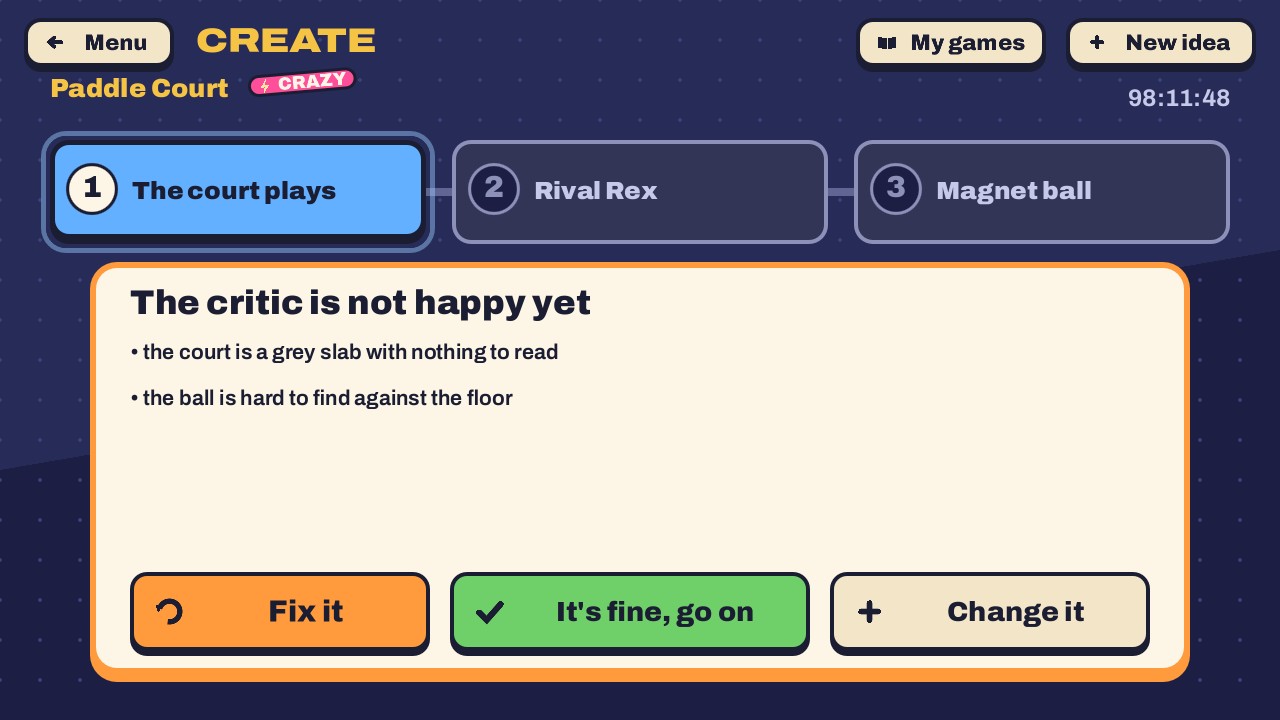 Menu
CREATE
My games
New idea
Paddle Court
CRAZY
98:11:48
1
The court plays
2
Rival Rex
3
Magnet ball
The critic is not happy yet
• the court is a grey slab with nothing to read
• the ball is hard to find against the floor
Fix it
It's fine, go on
Change it